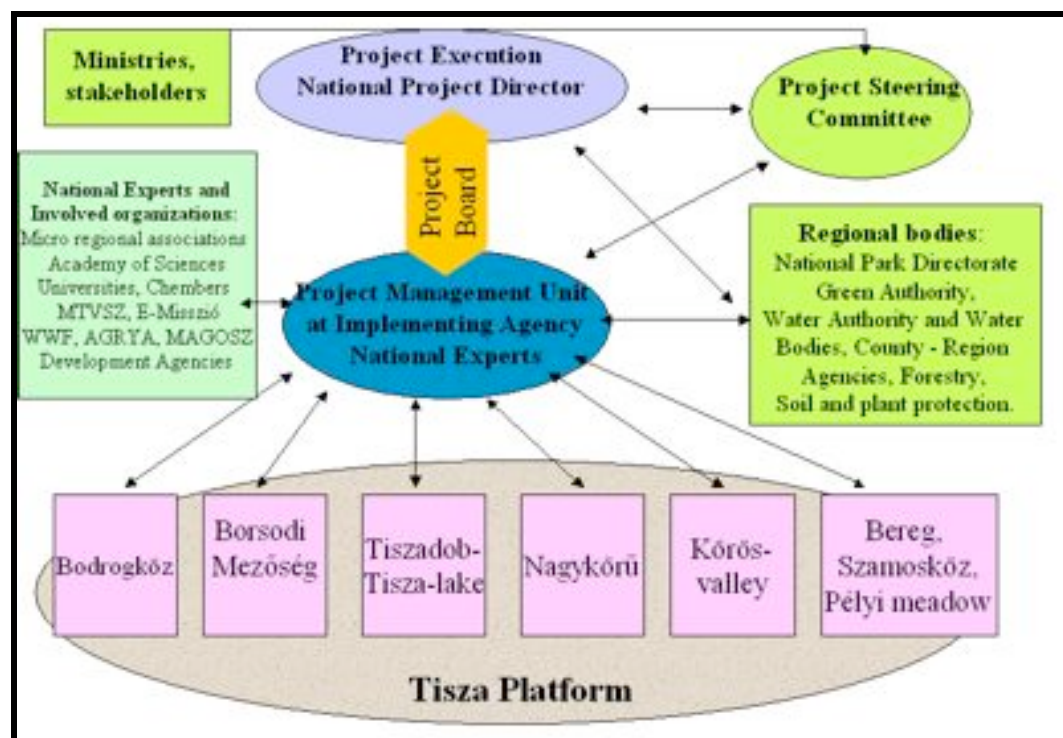 Ministries,
stakeholders
Project Execution
National Project Director
Project Steering
Committee
Project
Board
National Experts and
Involved organizations:
Micro regional associations
Academy of Sciences
Universities, Chembers
MTVSZ, E-Misszió
WWF, AGRYA, MAGOSZ
Development Agencies
Project Management Unit
at Implementing Agency
National Experts
Regional bodies:
National Park Directorate
Green Authority,
Water Authority and Water
Bodies, County - Region
Agencies, Forestry,
Soil and plant protection.
Bodrogköz
Borsodi
Mezőség
Tiszadob-
Tisza-lake
Nagykörű
Körös-
valley
Bereg,
Szamosköz,
Pélyi meadow
Tisza Platform